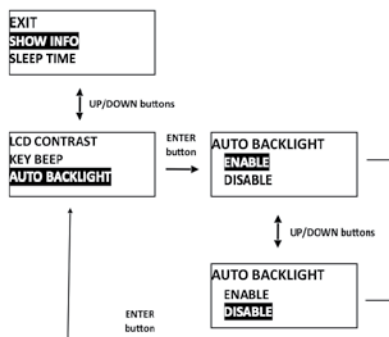 EXIT
SHOW INFO
SLEEP TIME
UP/DOWN buttons
LCD CONTRAST
KEY BEEP
AUTO BACKLIGHT
ENTER
button
AUTO BACKLIGHT
ENABLE
DISABLE
UP/DOWN buttons
AUTO BACKLIGHT
ENABLE
DISABLE
ENTER
button